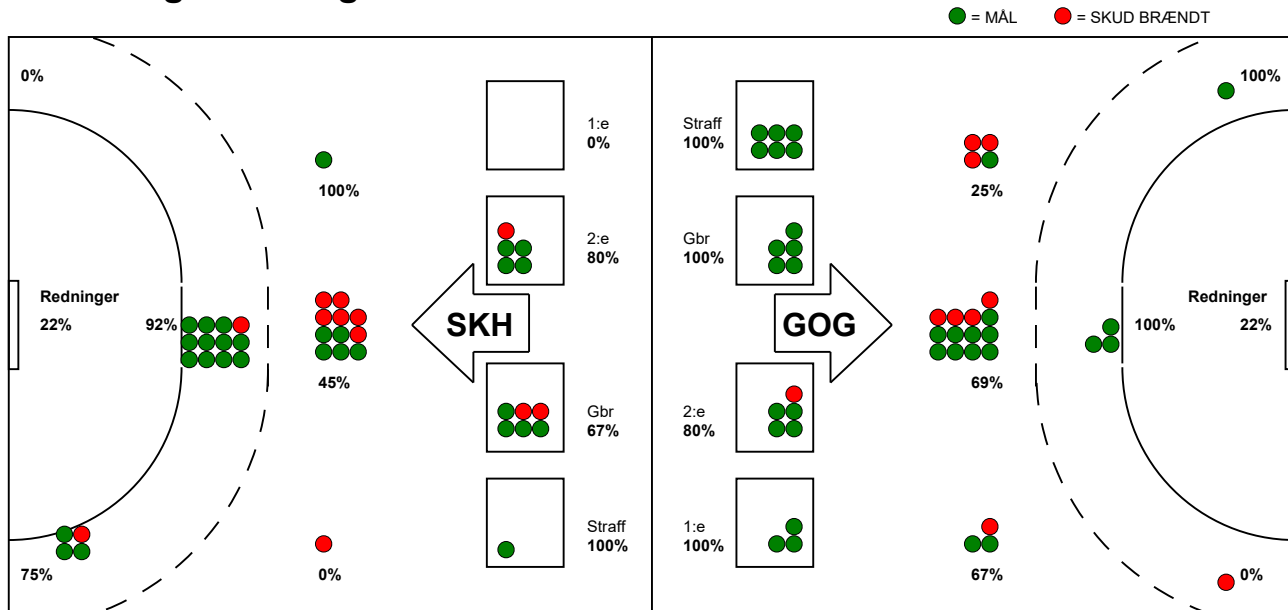 = MÅL = SKUD BRÆNDT
0%
100%
1:e
0%
Straff
100%
100%
25%
2:e
80%
Gbr
100%
Redninger
22%
92%
45%
SKH
GOG
69%
100%
Redninger
22%
Gbr
67%
2:e
80%
Straff
100%
1:e
100%
75%
0%
67%
0%